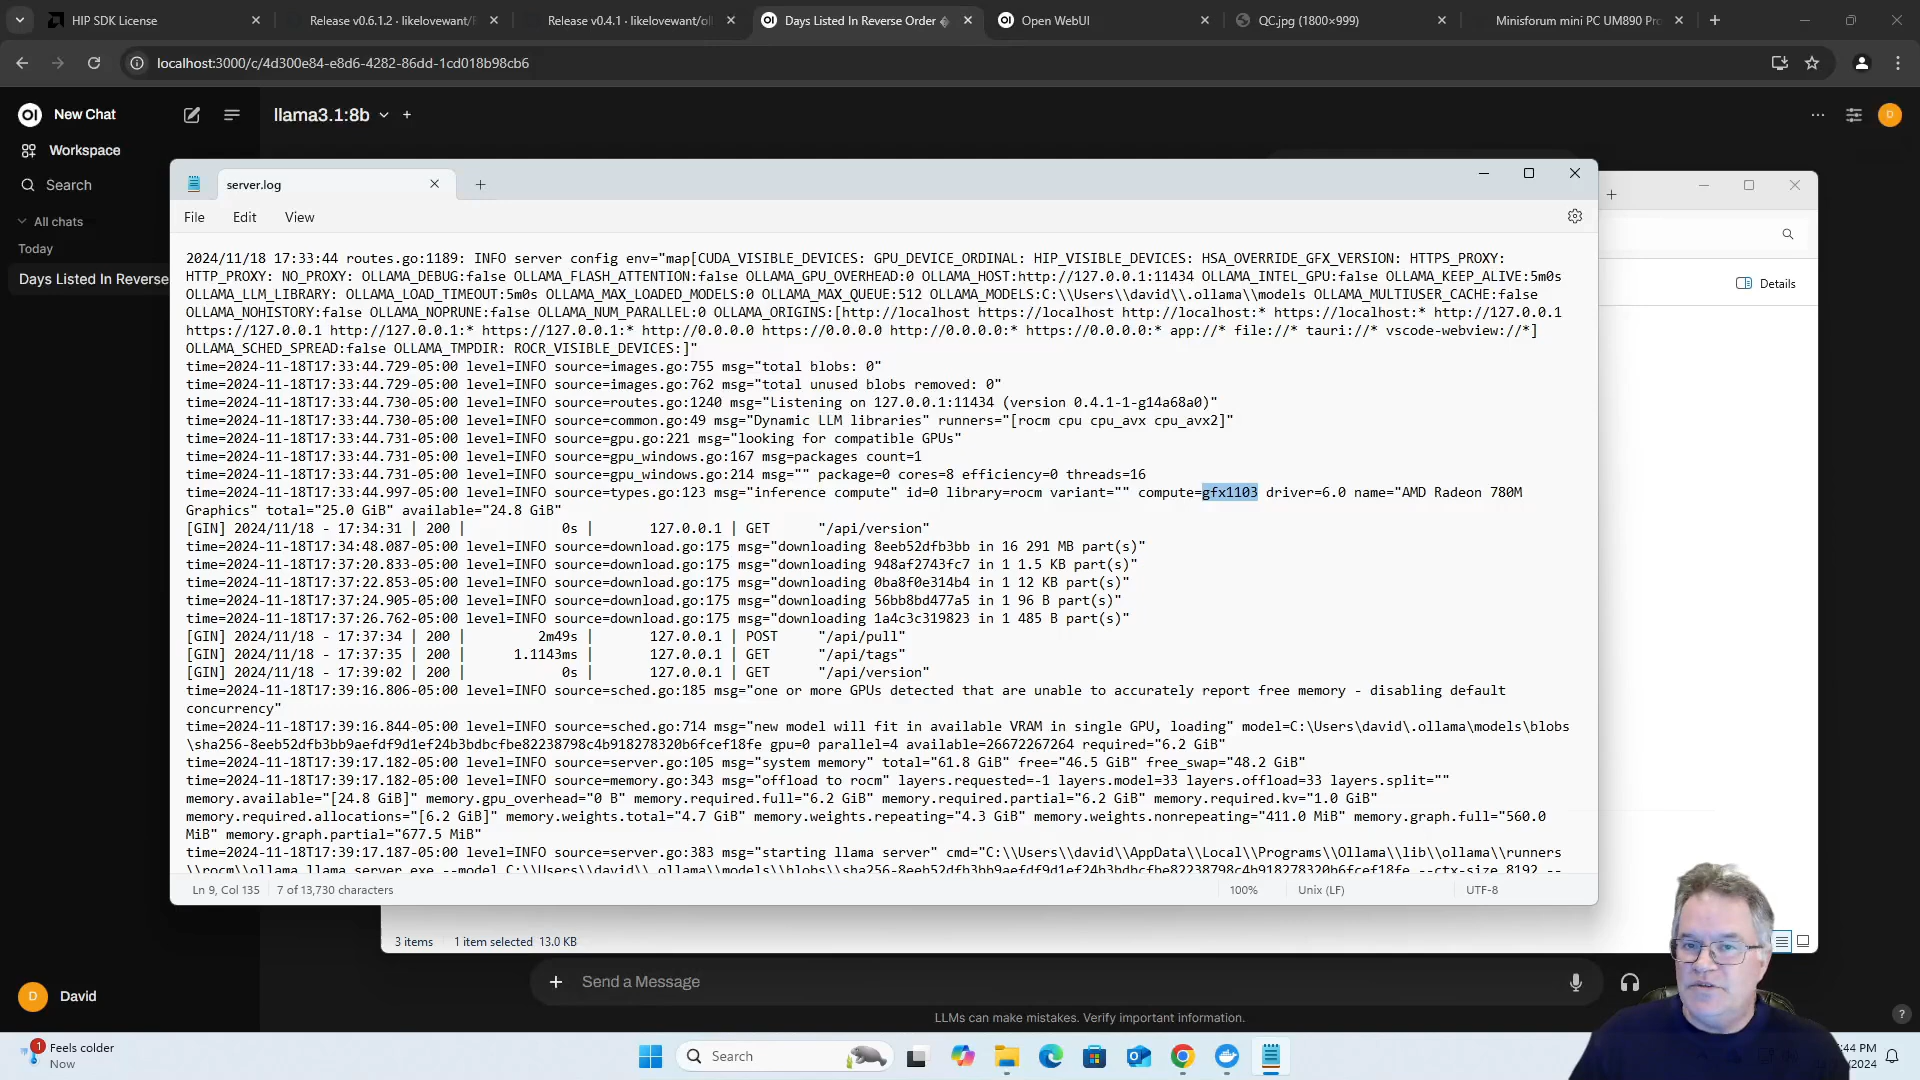 HIP SDK License
Release v0.6.1.2 · likelovewant/
Release v0.4.1 · likelovewant/oll
Days Listed In Reverse Order
Open WebUI
QC.jpg (1800×999)
Minisforum mini PC UM890 Pro
localhost:3000/c/4d300e84-e8d6-4282-86dd-1cd018b98cb6
New Chat
llama3.1:8b
D
Workspace
Search
All chats
Today
Days Listed In Reverse
server.log
File Edit View
Details
2024/11/18 17:33:44 routes.go:1189: INFO server config env="map[CUDA_VISIBLE_DEVICES: GPU_DEVICE_ORDINAL: HIP_VISIBLE_DEVICES: HSA_OVERRIDE_GFX_VERSION: HTTPS_PROXY:
HTTP_PROXY: NO_PROXY: OLLAMA_DEBUG:false OLLAMA_FLASH_ATTENTION:false OLLAMA_GPU_OVERHEAD:0 OLLAMA_HOST:http://127.0.0.1:11434 OLLAMA_INTEL_GPU:false OLLAMA_KEEP_ALIVE:5m0s
OLLAMA_LLM_LIBRARY: OLLAMA_LOAD_TIMEOUT:5m0s OLLAMA_MAX_LOADED_MODELS:0 OLLAMA_MAX_QUEUE:512 OLLAMA_MODELS:C:\\Users\\david\\.ollama\\models OLLAMA_MULTIUSER_CACHE:false
OLLAMA_NOHISTORY:false OLLAMA_NOPRUNE:false OLLAMA_NUM_PARALLEL:0 OLLAMA_ORIGINS:[http://localhost https://localhost http://localhost:* https://localhost:* http://127.0.0.1
https://127.0.0.1 http://127.0.0.1:* https://127.0.0.1:* http://0.0.0.0 https://0.0.0.0 http://0.0.0.0:* https://0.0.0.0:* app://* file://* tauri://* vscode-webview://*]
OLLAMA_SCHED_SPREAD:false OLLAMA_TMPDIR: ROCR_VISIBLE_DEVICES:]"
time=2024-11-18T17:33:44.729-05:00 level=INFO source=images.go:755 msg="total blobs: 0"
time=2024-11-18T17:33:44.729-05:00 level=INFO source=images.go:762 msg="total unused blobs removed: 0"
time=2024-11-18T17:33:44.730-05:00 level=INFO source=routes.go:1240 msg="Listening on 127.0.0.1:11434 (version 0.4.1-1-g14a68a0)"
time=2024-11-18T17:33:44.730-05:00 level=INFO source=common.go:49 msg="Dynamic LLM libraries" runners="[rocm cpu cpu_avx cpu_avx2]"
time=2024-11-18T17:33:44.731-05:00 level=INFO source=gpu.go:221 msg="looking for compatible GPUs"
time=2024-11-18T17:33:44.731-05:00 level=INFO source=gpu_windows.go:167 msg=packages count=1
time=2024-11-18T17:33:44.731-05:00 level=INFO source=gpu_windows.go:214 msg="" package=0 cores=8 efficiency=0 threads=16
time=2024-11-18T17:33:44.997-05:00 level=INFO source=types.go:123 msg="inference compute" id=0 library=rocm variant="" compute=gfx1103 driver=6.0 name="AMD Radeon 780M
Graphics" total="25.0 GiB" available="24.8 GiB"
[GIN] 2024/11/18 - 17:34:31 | 200 | 0s | 127.0.0.1 | GET "/api/version"
time=2024-11-18T17:34:48.087-05:00 level=INFO source=download.go:175 msg="downloading 8eeb52dfb3bb in 16 291 MB part(s)"
time=2024-11-18T17:37:20.833-05:00 level=INFO source=download.go:175 msg="downloading 948af2743fc7 in 1 1.5 KB part(s)"
time=2024-11-18T17:37:22.853-05:00 level=INFO source=download.go:175 msg="downloading 0ba8f0e314b4 in 1 12 KB part(s)"
time=2024-11-18T17:37:24.905-05:00 level=INFO source=download.go:175 msg="downloading 56bb8bd477a5 in 1 96 B part(s)"
time=2024-11-18T17:37:26.762-05:00 level=INFO source=download.go:175 msg="downloading 1a4c3c319823 in 1 485 B part(s)"
[GIN] 2024/11/18 - 17:37:34 | 200 | 2m49s | 127.0.0.1 | POST "/api/pull"
[GIN] 2024/11/18 - 17:37:35 | 200 | 1.1143ms | 127.0.0.1 | GET "/api/tags"
[GIN] 2024/11/18 - 17:39:02 | 200 | 0s | 127.0.0.1 | GET "/api/version"
time=2024-11-18T17:39:16.806-05:00 level=INFO source=sched.go:185 msg="one or more GPUs detected that are unable to accurately report free memory - disabling default
concurrency"
time=2024-11-18T17:39:16.844-05:00 level=INFO source=sched.go:714 msg="new model will fit in available VRAM in single GPU, loading" model=C:\Users\david\.ollama\models\blobs
\sha256-8eeb52dfb3bb9aefdf9d1ef24b3bdbcfbe82238798c4b918278320b6fcef18fe gpu=0 parallel=4 available=26672267264 required="6.2 GiB"
time=2024-11-18T17:39:17.182-05:00 level=INFO source=server.go:105 msg="system memory" total="61.8 GiB" free="46.5 GiB" free_swap="48.2 GiB"
time=2024-11-18T17:39:17.182-05:00 level=INFO source=memory.go:343 msg="offload to rocm" layers.requested=-1 layers.model=33 layers.offload=33 layers.split=""
memory.available="[24.8 GiB]" memory.gpu_overhead="0 B" memory.required.full="6.2 GiB" memory.required.partial="6.2 GiB" memory.required.kv="1.0 GiB"
memory.required.allocations="[6.2 GiB]" memory.weights.total="4.7 GiB" memory.weights.repeating="4.3 GiB" memory.weights.nonrepeating="411.0 MiB" memory.graph.full="560.0
MiB" memory.graph.partial="677.5 MiB"
time=2024-11-18T17:39:17.187-05:00 level=INFO source=server.go:383 msg="starting llama server" cmd="C:\\Users\\david\\AppData\\Local\\Programs\\Ollama\\lib\\ollama\\runners
\\rocm\\ollama_llama_server.exe --model C:\\Users\\david\\.ollama\\models\\blobs\\sha256-8eeb52dfb3bb9aefdf9d1ef24b3bdbcfbe82238798c4b918278320b6fcef18fe --ctx-size 8192 --
Ln 9, Col 135 7 of 13,730 characters 100% Unix (LF) UTF-8
3 items 1 item selected 13.0 KB
Send a Message
D David
LLMs can make mistakes. Verify important information.
?
1
Feels colder
Now
Search
:44 PM
/2024